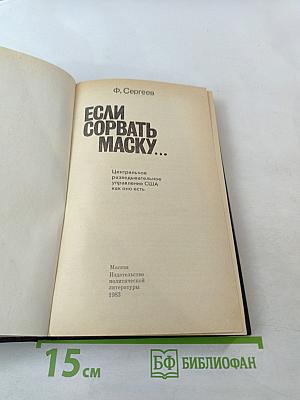 Ф. Сергеев
ЕСЛИ
СОРВАТЬ
МАСКУ...
Центральное
разведывательное
управление США
как оно есть
Москва
Издательство
политической
литературы
1983
15 см
БФ БИБЛИОФАН